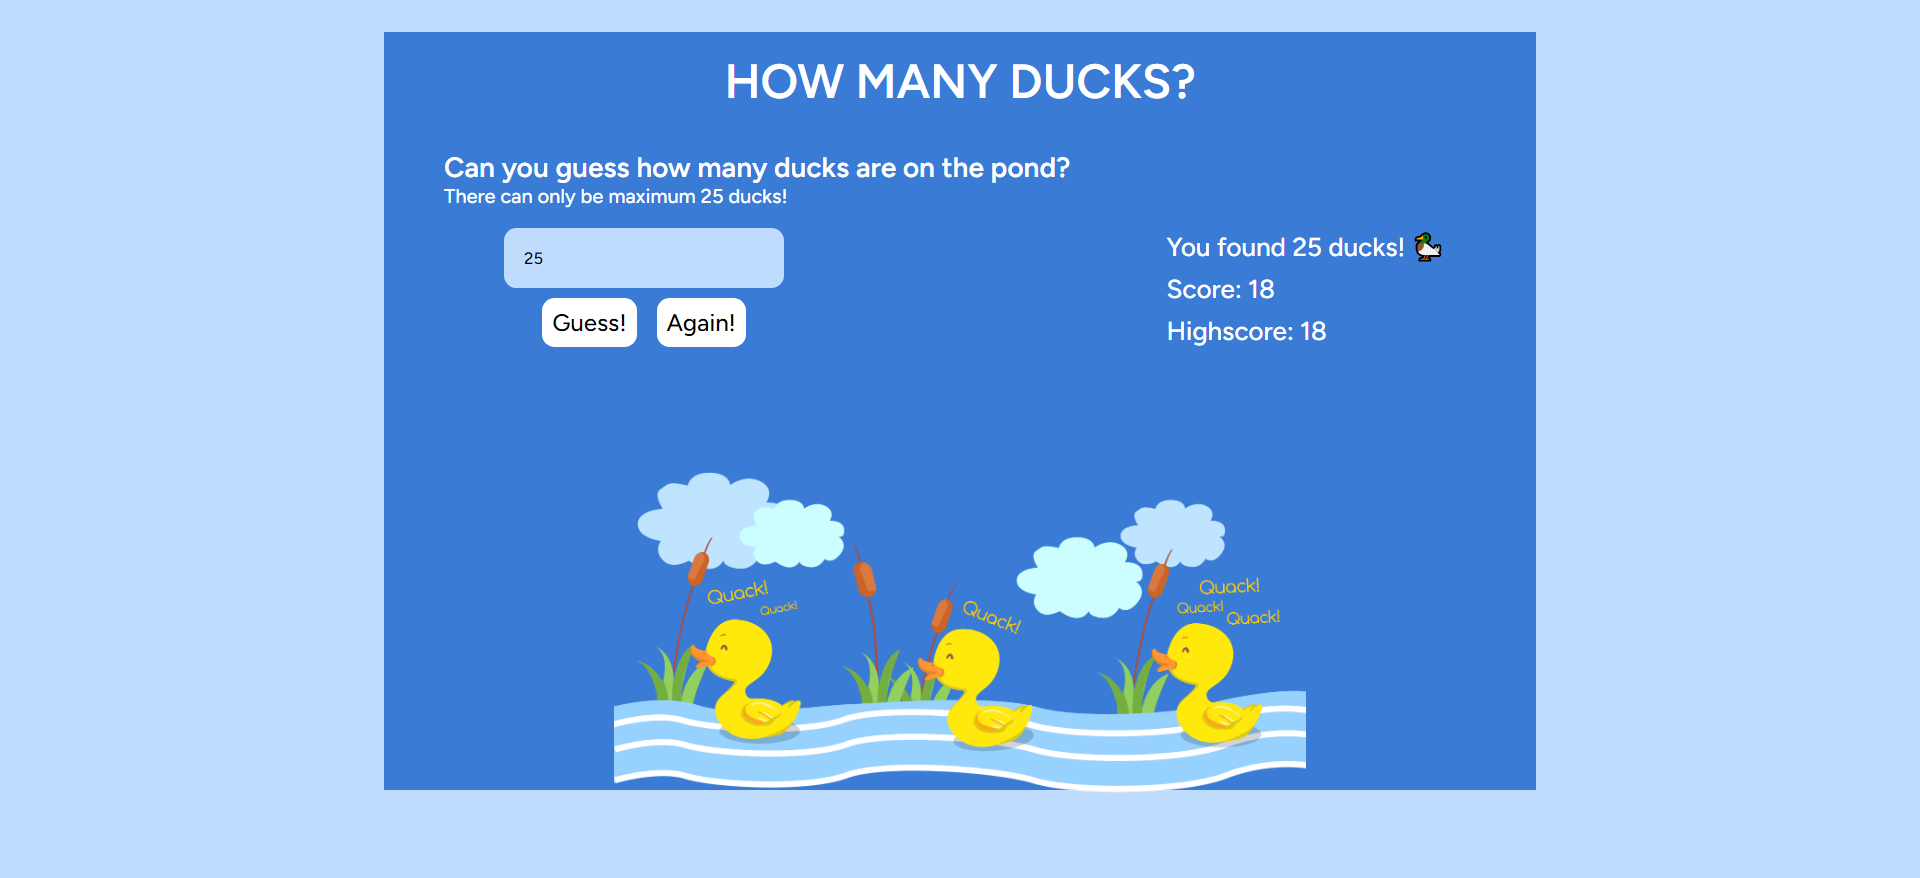 HOW MANY DUCKS?
Can you guess how many ducks are on the pond?
There can only be maximum 25 ducks!
25
Guess! Again!
You found 25 ducks! 🦆
Score: 18
Highscore: 18
Quack!
Quack!
Quack!
Quack!
Quack!
Quack!